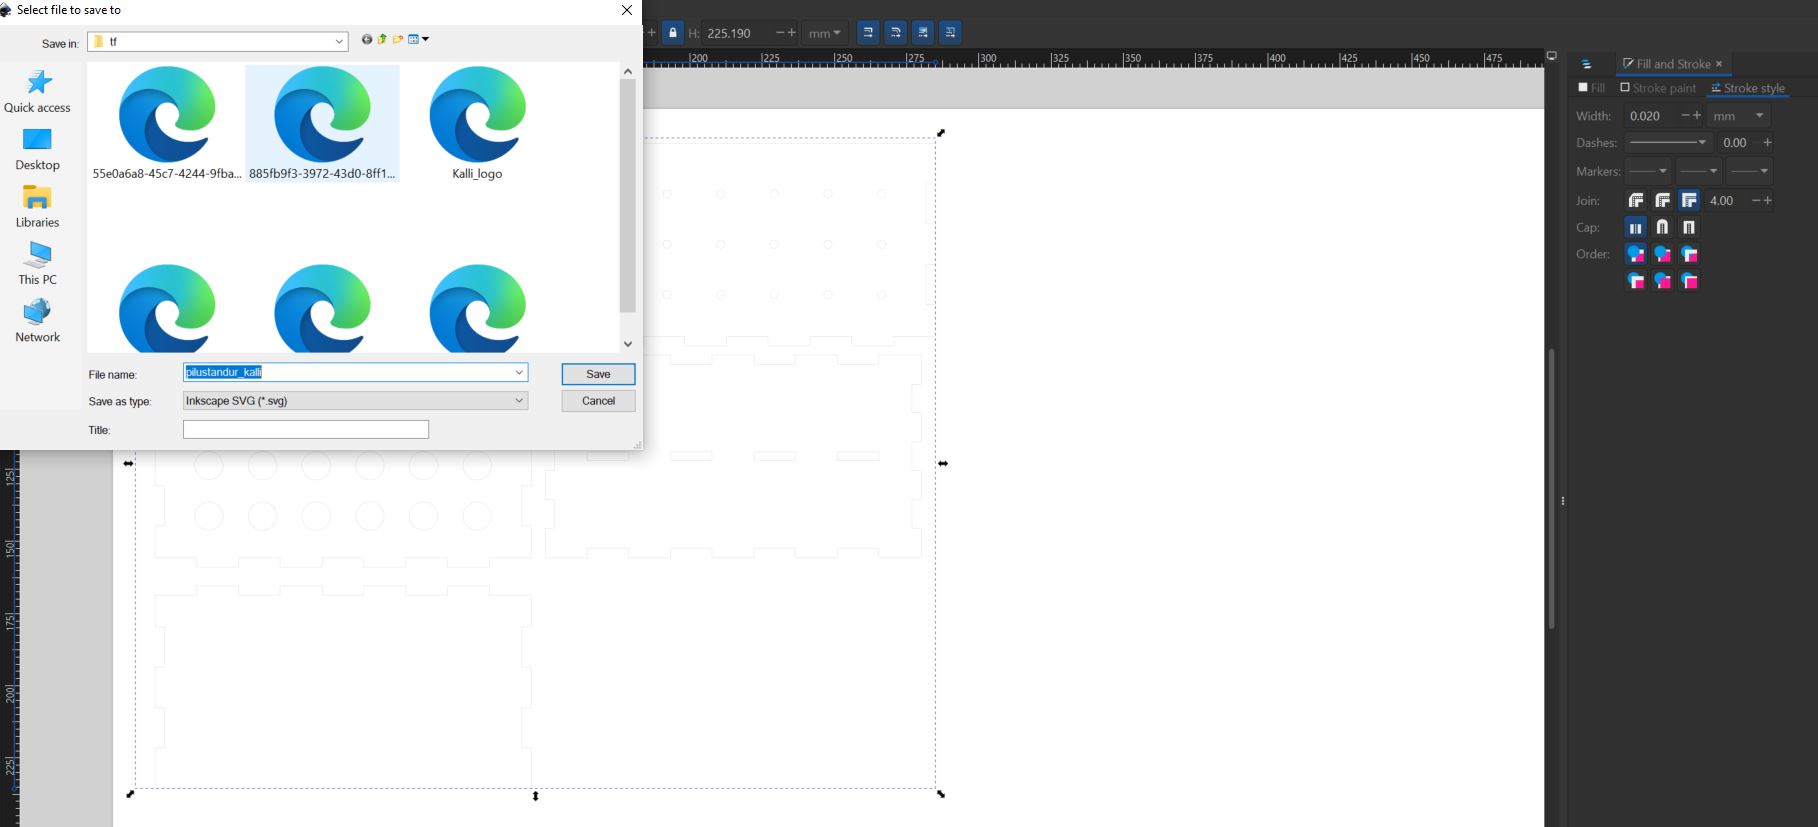 Select file to save to
Save in: tf
Quick access
Desktop
Libraries
This PC
Network
55e0a6a8-45c7-4244-9fba...
885fb9f3-3972-43d0-8ff1...
Kalli_logo
File name: pilustandur_kalli
Save
Save as type: Inkscape SVG (*.svg)
Cancel
Title:
H: 225.190 mm
200 225 250 275 300 325 350 375 400 425 450 475
125
150
175
200
225
Fill and Stroke
Fill Stroke paint Stroke style
Width: 0.020 mm
Dashes: 0.00
Markers:
Join: 4.00
Cap:
Order: